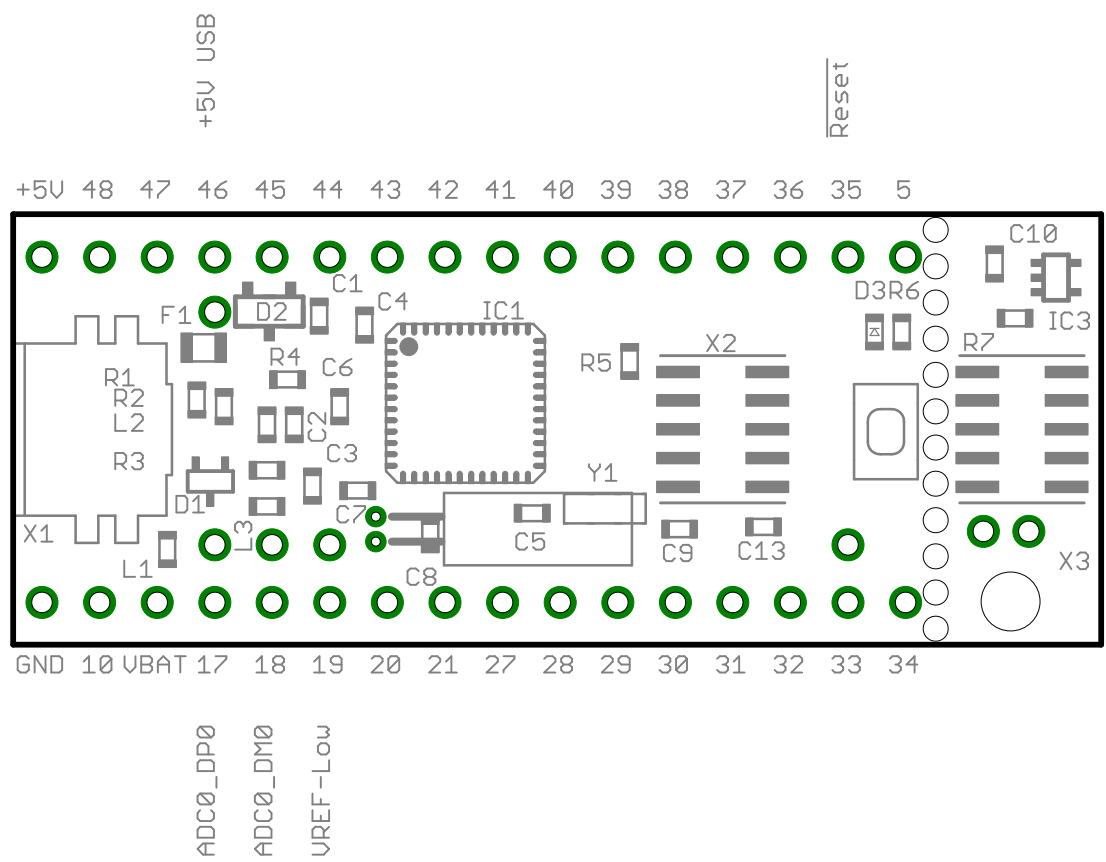 +5V USB
Reset
+5V 48 47 46 45 44 43 42 41 40 39 38 37 36 35 5
C10
C1
D3 R6
C4
F1
D2
IC1
IC3
X2
R7
R4
C6
R5
R1
R2
L2
C2
C3
R3
Y1
D1
C7
X1
L3
C5
C9
C13
L1
C8
X3
GND 10 VBAT 17 18 19 20 21 27 28 29 30 31 32 33 34
ADC0_DP0
ADC0_DM0
VREF-Low